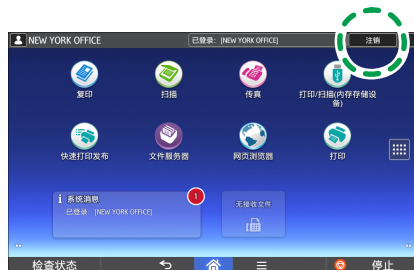 NEW YORK OFFICE
已登录: [NEW YORK OFFICE]
注销
复印
扫描
传真
打印/扫描(内存存储设
备)
快速打印发布
文件服务器
网页浏览器
打印
系统消息
1
已登录: [NEW YORK OFFICE]
无接收文件
检查状态
停止